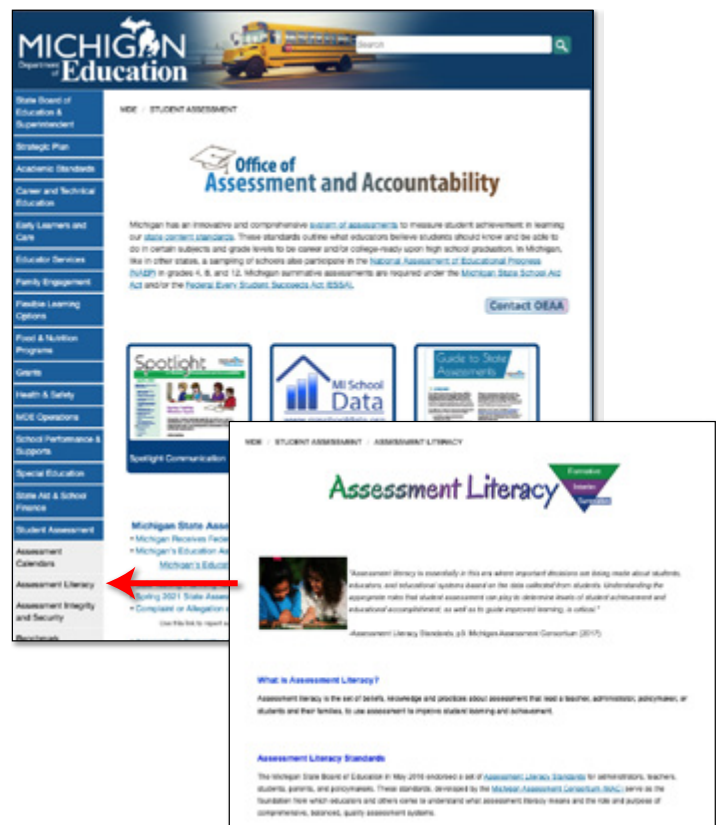 MICHIGAN
Department of Education
Search
State Board of
Education &
Superintendent
Strategic Plan
Academic Standards
Career and Technical
Education
Early Learners and
Care
Educator Services
Family Engagement
Flexible Learning
Options
Food & Nutrition
Programs
Grants
Health & Safety
MDE Operations
School Performance &
Supports
Special Education
State Aid & School
Finance
Student Assessment
Assessment
Calendars
Assessment Literacy
Assessment Integrity
and Security
Benchmark
MDE / STUDENT ASSESSMENT
Office of
Assessment and Accountability
Michigan has an innovative and comprehensive system of assessments to measure student achievement in learning
our state content standards. These standards outline what educators believe students should know and be able to
do in certain subjects and grade levels to be career and/or college-ready upon high school graduation. In Michigan,
like in other states, a sampling of schools also participate in the National Assessment of Educational Progress
(NAEP) in grades 4, 8, and 12. Michigan summative assessments are required under the Michigan State School Aid
Act and/or the Federal Every Student Succeeds Act (ESSA).
Contact OEAA
Spotlight
Spotlight Communication
MI School
Data
www.mischooldata.org
Guide to State
Assessments
Michigan State Asse
• Michigan Receives Fede
• Michigan's Education As
Michigan's Educat
Spring 2021 State Asses
• Complaint or Allegation o
Use this link to report a
MDE / STUDENT ASSESSMENT / ASSESSMENT LITERACY
Assessment Literacy
Formative
Interim
Summative
"Assessment literacy is essentially in this era where important decisions are being made about students,
educators, and educational systems based on the data collected from students. Understanding the
appropriate roles that student assessment can play to determine levels of student achievement and
educational accomplishment, as well as to guide improved learning, is critical."
-Assessment Literacy Standards, p3 Michigan Assessment Consortium (2017)
What is Assessment Literacy?
Assessment literacy is the set of beliefs, knowledge and practices about assessment that lead a teacher, administrator, policymaker, or
students and their families, to use assessment to improve student learning and achievement.
Assessment Literacy Standards
The Michigan State Board of Education in May 2016 endorsed a set of Assessment Literacy Standards for administrators, teachers,
students, parents, and policymakers. These standards, developed by the Michigan Assessment Consortium (MAC) serve as the
foundation from which educators and others come to understand what assessment literacy means and the role and purpose of
comprehensive, balanced, quality assessment systems.